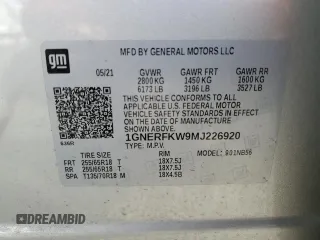 MFD BY GENERAL MOTORS LLC
gm
05/21 GVWR GAWR FRT GAWR RR
2800 KG 1450 KG 1600 KG
6173 LB 3196 LB 3527 LB
THIS VEHICLE CONFORMS TO ALL APPLICABLE
U.S. FEDERAL MOTOR VEHICLE SAFETY
STANDARDS IN EFFECT ON THE DATE OF
MANUFACTURE SHOWN ABOVE.
1GNERFKW9MJ226920
TYPE: M.P.V. MODEL:
TIRE RIM
FRT 255/65R18 T 18X7.5J
RR 255/65R18 T 18X7.5J
SPA T135/70R18 M 18X4.5B